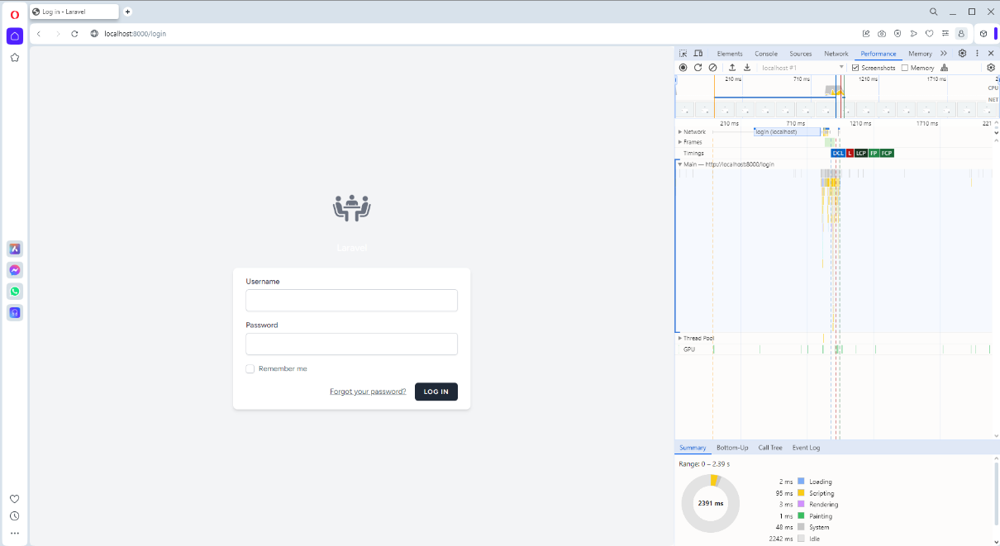 Log in - Laravel
localhost:8000/login
Laravel
Username
Password
Remember me
Forgot your password?
LOG IN
Elements Console Sources Network Performance Memory
localhost #1 Screenshots Memory
210 ms 710 ms 1210 ms 1710 ms 2
CPU
NET
210 ms 710 ms 1210 ms 1710 ms 221
Network login (localhost)
Frames
Timings DCL L LCP FP FCP
Main — http://localhost:8000/login
Thread Pool
GPU
Summary Bottom-Up Call Tree Event Log
Range: 0 – 2.39 s
2391 ms
2 ms Loading
95 ms Scripting
3 ms Rendering
1 ms Painting
48 ms System
2242 ms Idle